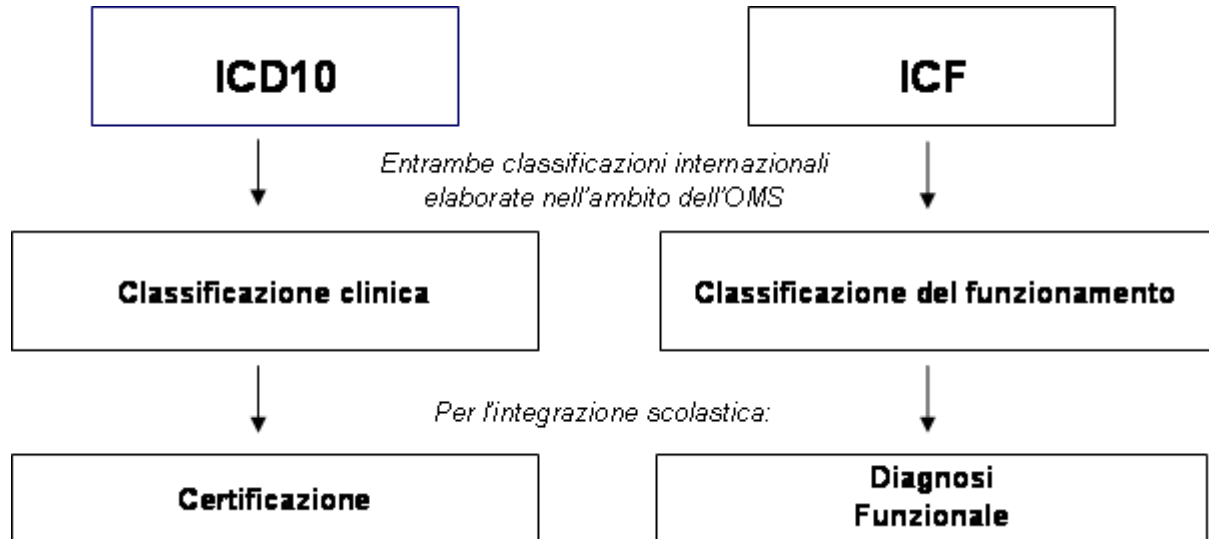 ICD10
ICF
Entrambe classificazioni internazionali
elaborate nell'ambito dell'OMS
Classificazione clinica
Classificazione del funzionamento
Per l'integrazione scolastica:
Certificazione
Diagnosi
Funzionale